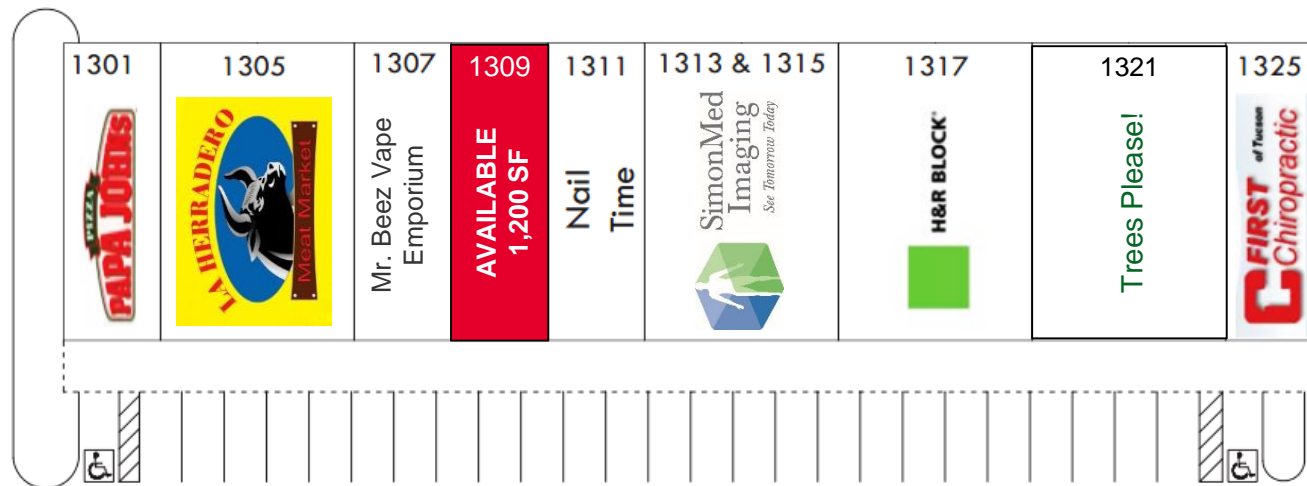 1301
PIZZA
PAPA JOHNS
1305
LA HERRADERO
Meat Market
1307
Mr. Beez Vape
Emporium
1309
AVAILABLE
1,200 SF
1311
Nail
Time
1313 & 1315
SimonMed
Imaging
See Tomorrow Today
1317
H&R BLOCK®
1321
Trees Please!
1325
FIRST of Tucson
Chiropractic